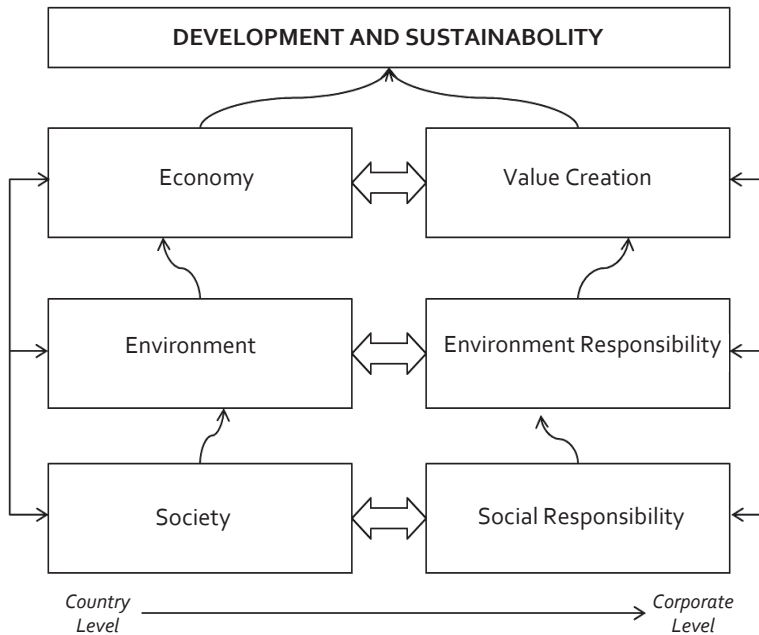 DEVELOPMENT AND SUSTAINABOLITY
Economy
Value Creation
Environment
Environment Responsibility
Society
Social Responsibility
Country
Level
Corporate
Level